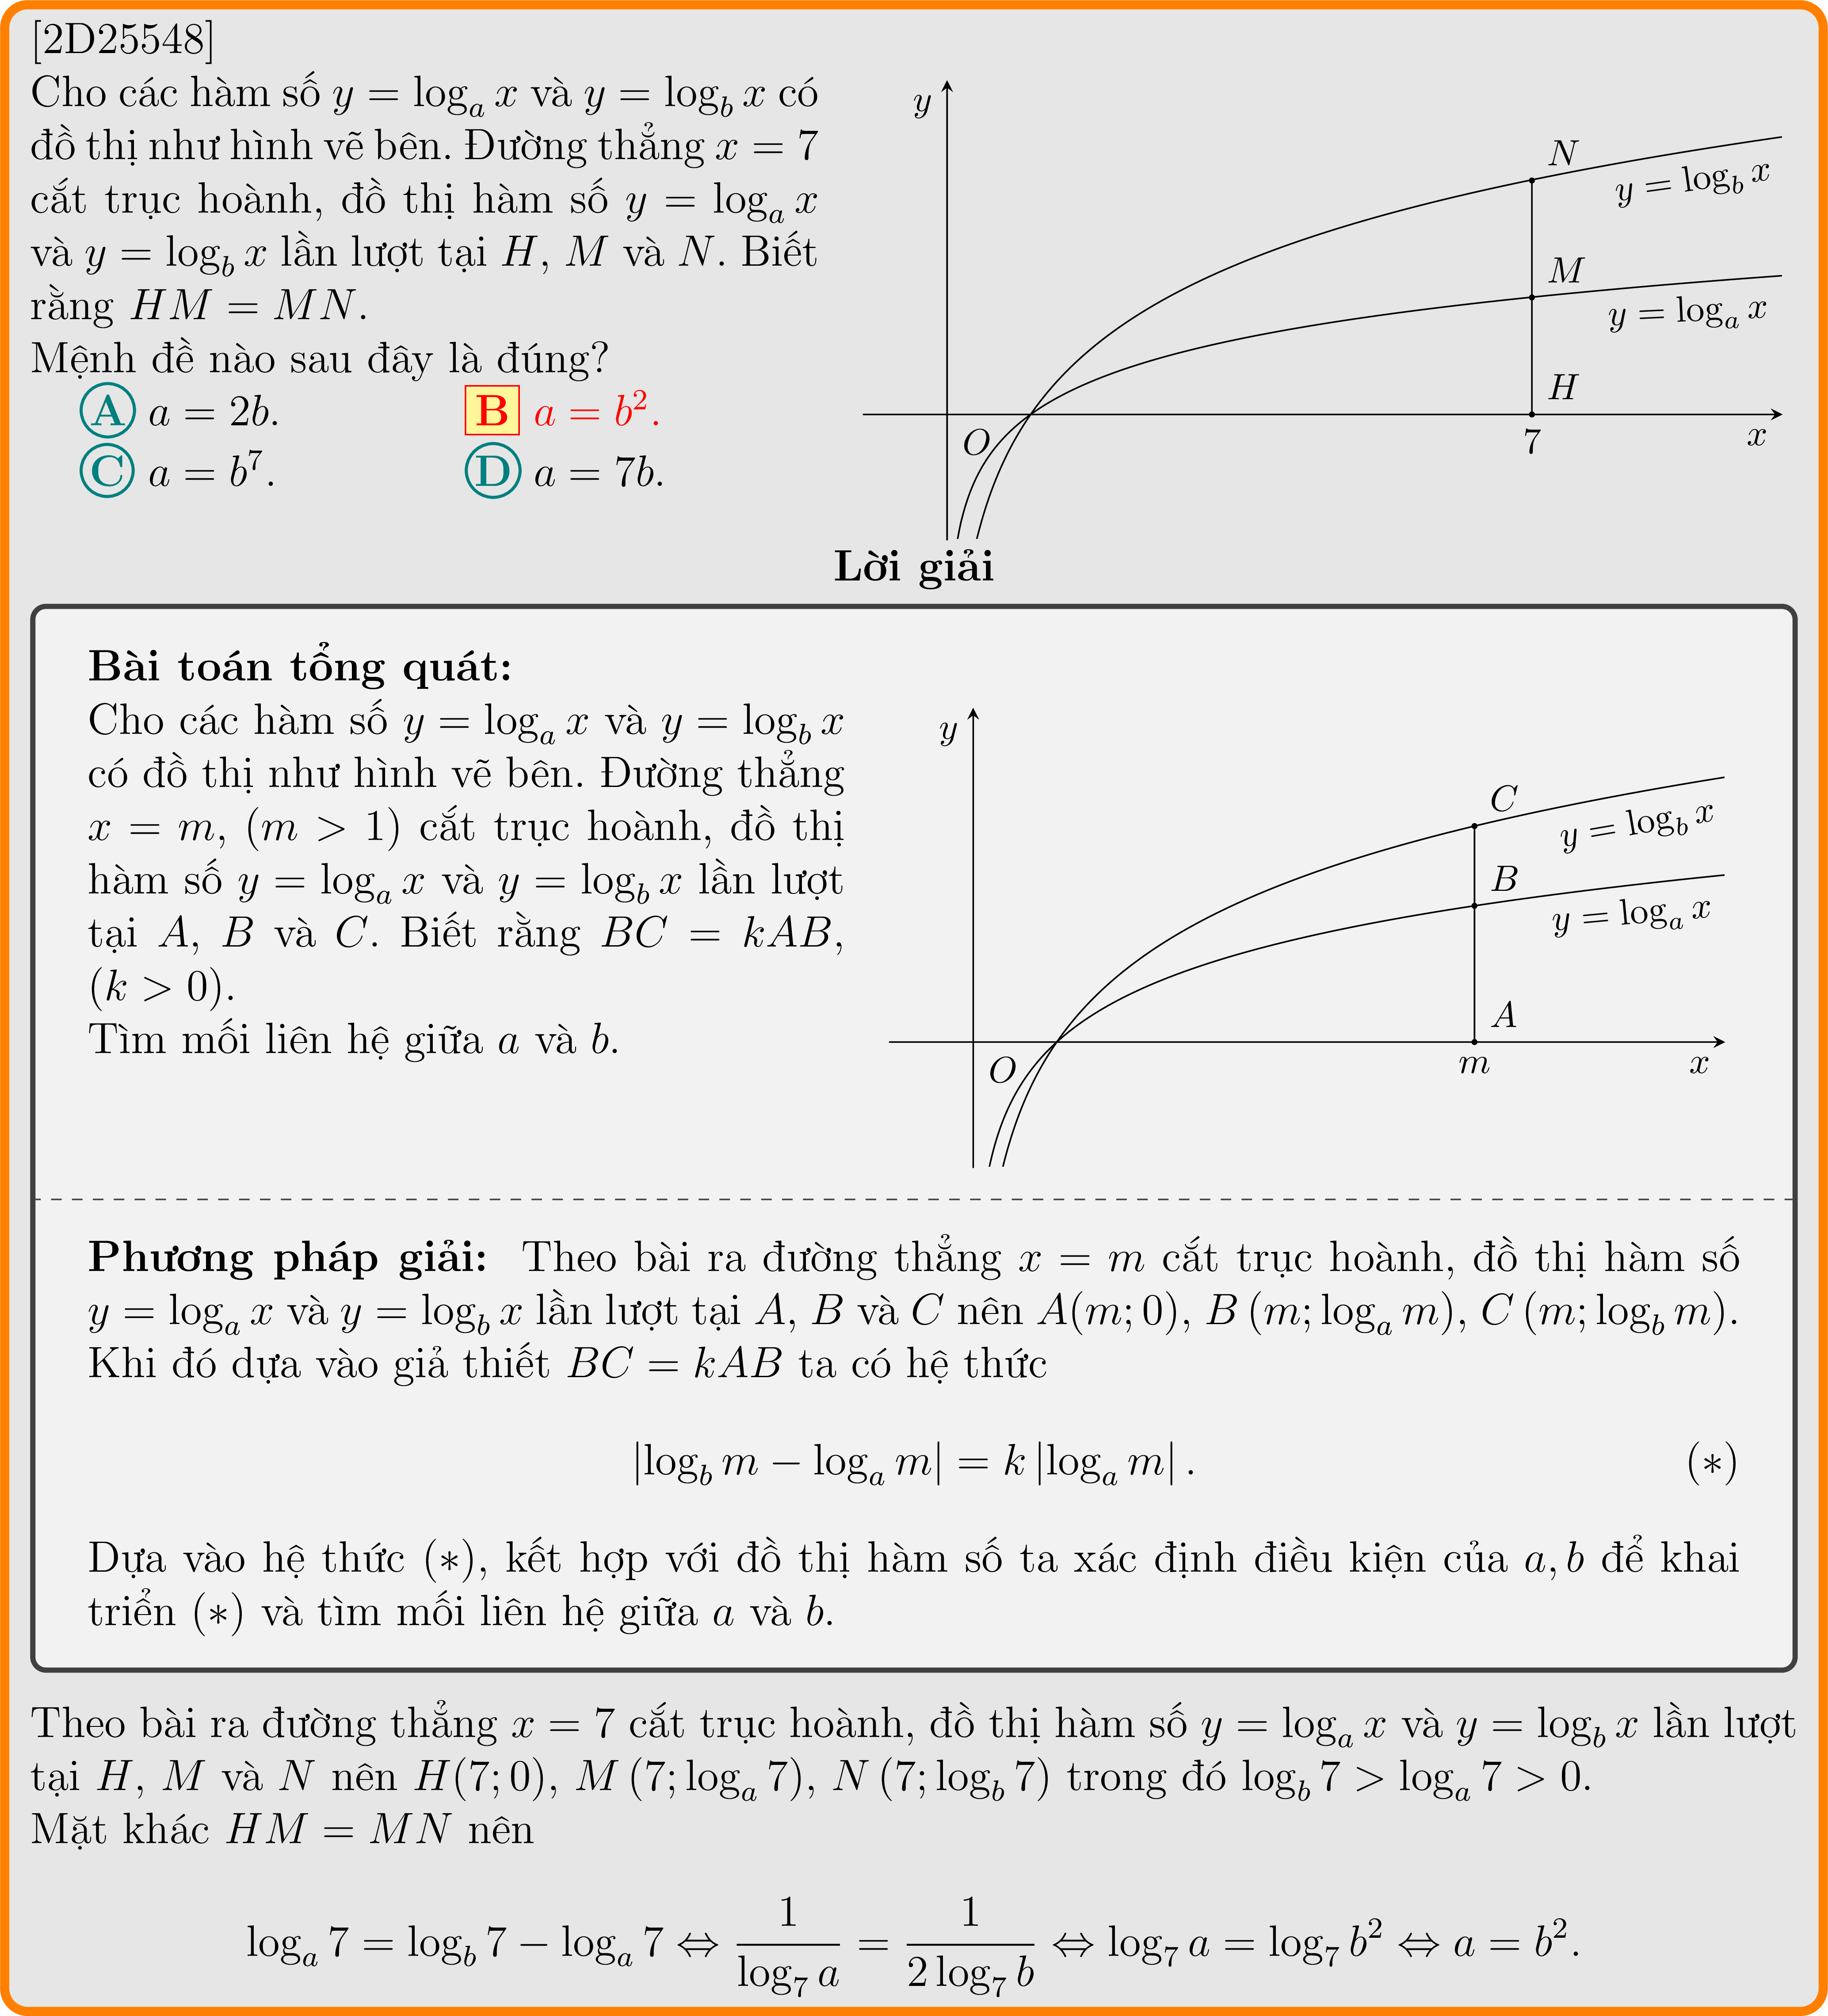 [2D25548]
Cho các hàm số y = log_a x và y = log_b x có
đồ thị như hình vẽ bên. Đường thẳng x = 7
cắt trục hoành, đồ thị hàm số y = log_a x
và y = log_b x lần lượt tại H, M và N. Biết
rằng HM = MN.
Mệnh đề nào sau đây là đúng?
A a = 2b.
B a = b².
C a = b⁷.
D a = 7b.
y
N
y = log_b x
M
y = log_a x
H
O
7
x
Lời giải
Bài toán tổng quát:
Cho các hàm số y = log_a x và y = log_b x
có đồ thị như hình vẽ bên. Đường thẳng
x = m, (m > 1) cắt trục hoành, đồ thị
hàm số y = log_a x và y = log_b x lần lượt
tại A, B và C. Biết rằng BC = kAB,
(k > 0).
Tìm mối liên hệ giữa a và b.
y
C
y = log_b x
B
y = log_a x
A
O
m
x
Phương pháp giải: Theo bài ra đường thẳng x = m cắt trục hoành, đồ thị hàm số
y = log_a x và y = log_b x lần lượt tại A, B và C nên A(m; 0), B (m; log_a m), C (m; log_b m).
Khi đó dựa vào giả thiết BC = kAB ta có hệ thức
|log_b m − log_a m| = k |log_a m| . (∗)
Dựa vào hệ thức (∗), kết hợp với đồ thị hàm số ta xác định điều kiện của a, b để khai
triển (∗) và tìm mối liên hệ giữa a và b.
Theo bài ra đường thẳng x = 7 cắt trục hoành, đồ thị hàm số y = log_a x và y = log_b x lần lượt
tại H, M và N nên H(7; 0), M (7; log_a 7), N (7; log_b 7) trong đó log_b 7 > log_a 7 > 0.
Mặt khác HM = MN nên
log_a 7 = log_b 7 − log_a 7 ⇔ 1/(log_7 a) = 1/(2 log_7 b) ⇔ log_7 a = log_7 b² ⇔ a = b².